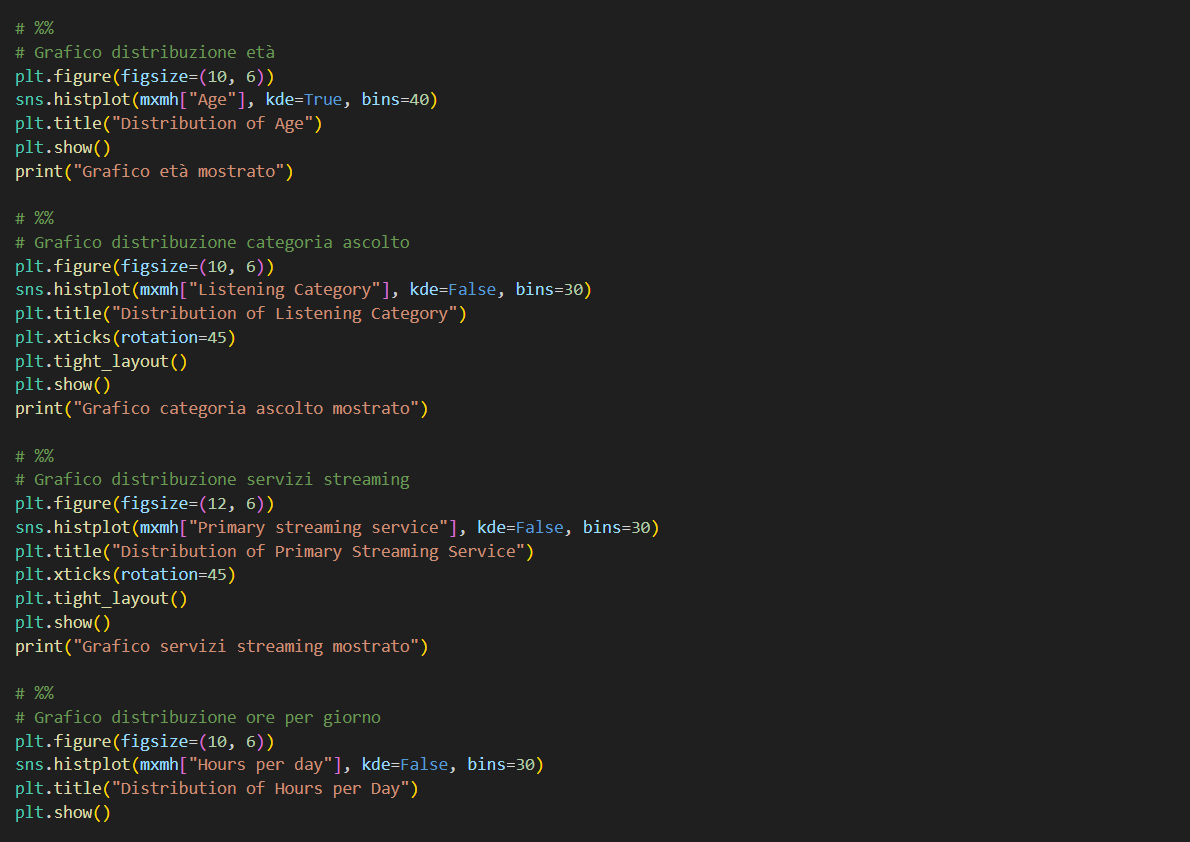 # %%
# Grafico distribuzione età
plt.figure(figsize=(10, 6))
sns.histplot(mxmh["Age"], kde=True, bins=40)
plt.title("Distribution of Age")
plt.show()
print("Grafico età mostrato")

# %%
# Grafico distribuzione categoria ascolto
plt.figure(figsize=(10, 6))
sns.histplot(mxmh["Listening Category"], kde=False, bins=30)
plt.title("Distribution of Listening Category")
plt.xticks(rotation=45)
plt.tight_layout()
plt.show()
print("Grafico categoria ascolto mostrato")

# %%
# Grafico distribuzione servizi streaming
plt.figure(figsize=(12, 6))
sns.histplot(mxmh["Primary streaming service"], kde=False, bins=30)
plt.title("Distribution of Primary Streaming Service")
plt.xticks(rotation=45)
plt.tight_layout()
plt.show()
print("Grafico servizi streaming mostrato")

# %%
# Grafico distribuzione ore per giorno
plt.figure(figsize=(10, 6))
sns.histplot(mxmh["Hours per day"], kde=False, bins=30)
plt.title("Distribution of Hours per Day")
plt.show()